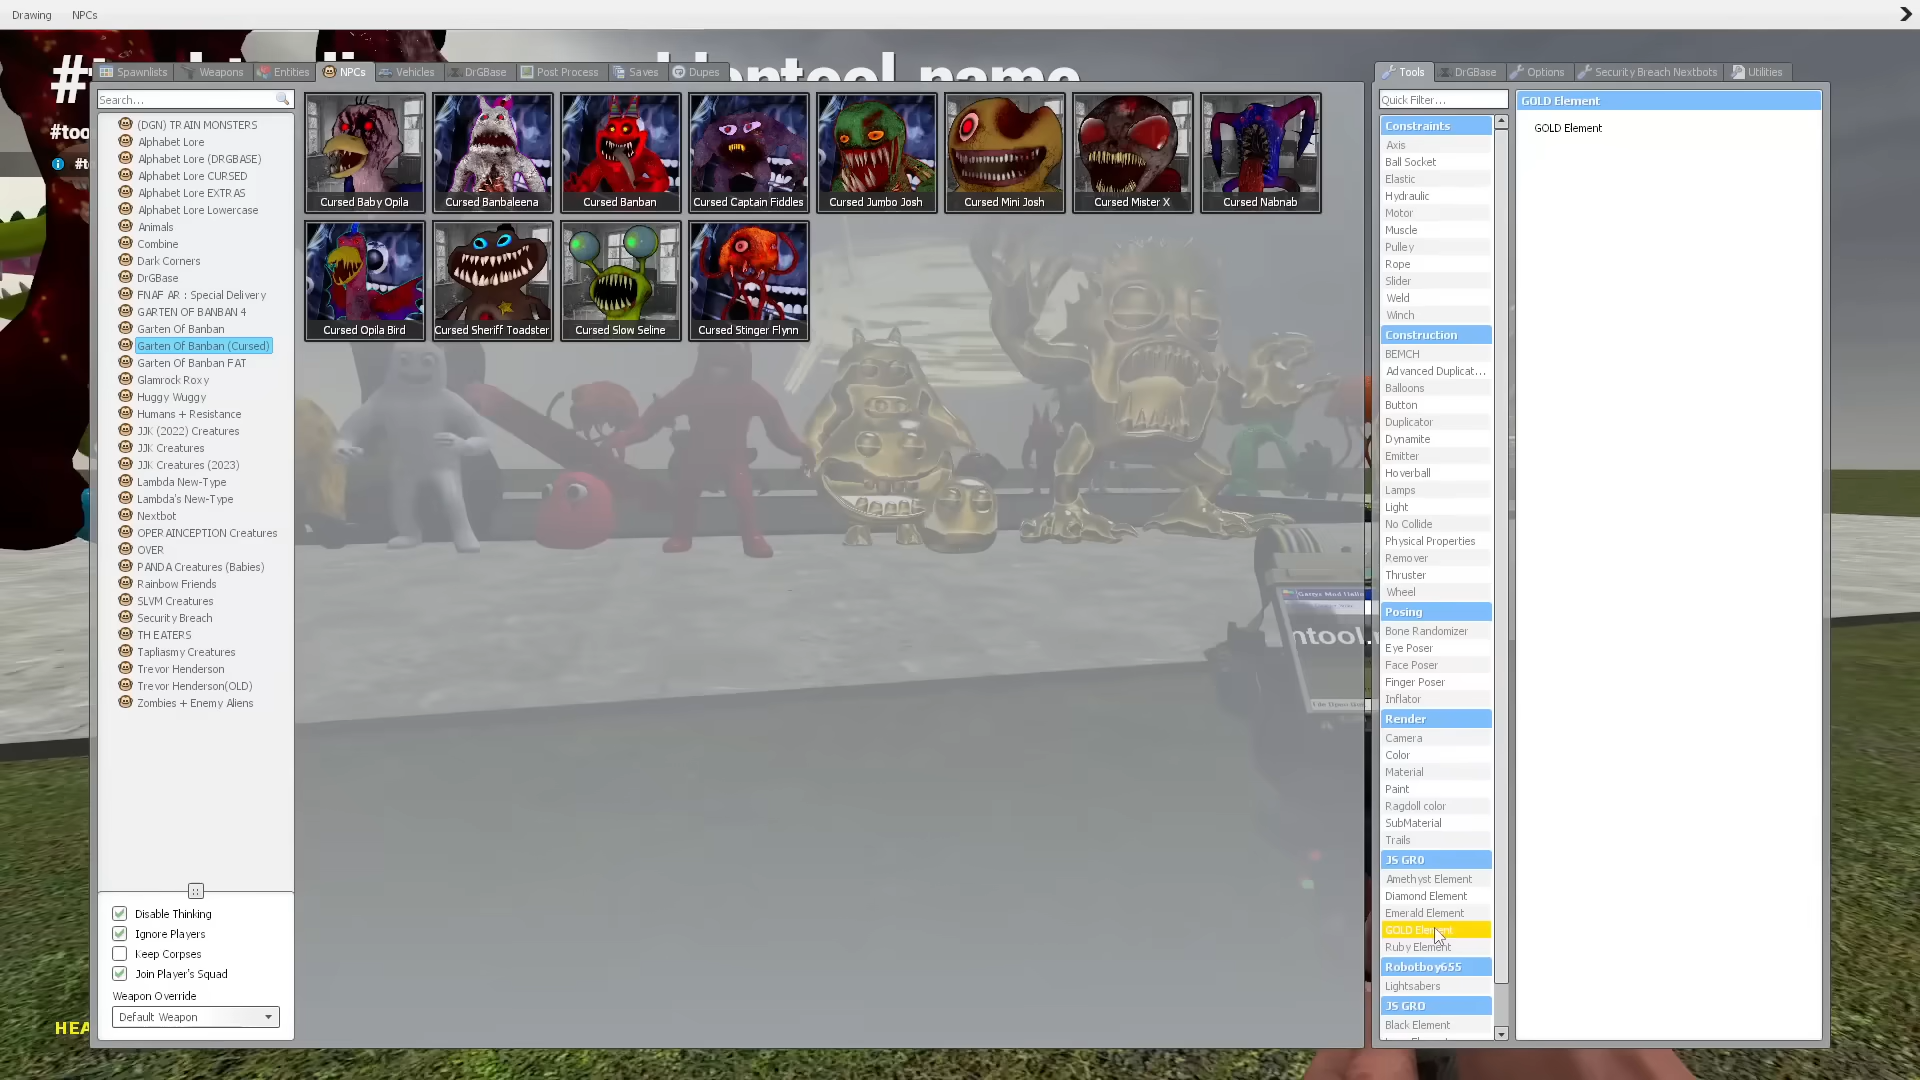 Drawing NPCs
Spawnlists Weapons Entities NPCs Vehicles DrGBase Post Process Saves Dupes
Search...
(DGN) TRAIN MONSTERS
Alphabet Lore
Alphabet Lore (DRGBASE)
Alphabet Lore CURSED
Alphabet Lore EXTRAS
Alphabet Lore Lowercase
Animals
Combine
Dark Corners
DrGBase
FNAF AR : Special Delivery
GARTEN OF BANBAN 4
Garten Of Banban
Garten Of Banban (Cursed)
Garten Of Banban FAT
Glamrock Roxy
Huggy Wuggy
Humans + Resistance
JJK (2022) Creatures
JJK Creatures
JJK Creatures (2023)
Lambda New-Type
Lambda's New-Type
Nextbot
OPERAINCEPTION Creatures
OVER
PANDA Creatures (Babies)
Rainbow Friends
SLVM Creatures
Security Breach
TH EATERS
Tapliasmy Creatures
Trevor Henderson
Trevor Henderson(OLD)
Zombies + Enemy Aliens
Disable Thinking
Ignore Players
Keep Corpses
Join Player's Squad
Weapon Override
Default Weapon
Cursed Baby Opila Cursed Banbaleena Cursed Banban Cursed Captain Fiddles Cursed Jumbo Josh Cursed Mini Josh Cursed Mister X Cursed Nabnab
Cursed Opila Bird Cursed Sheriff Toadster Cursed Slow Seline Cursed Stinger Flynn
Tools DrGBase Options Security Breach Nextbots Utilities
Quick Filter...
Constraints
Axis
Ball Socket
Elastic
Hydraulic
Motor
Muscle
Pulley
Rope
Slider
Weld
Winch
Construction
BEMCH
Advanced Duplicat...
Balloons
Button
Duplicator
Dynamite
Emitter
Hoverball
Lamps
Light
No Collide
Physical Properties
Remover
Thruster
Wheel
Posing
Bone Randomizer
Eye Poser
Face Poser
Finger Poser
Inflator
Render
Camera
Color
Material
Paint
Ragdoll color
SubMaterial
Trails
JS GR0
Amethyst Element
Diamond Element
Emerald Element
GOLD Element
Ruby Element
Robotboy655
Lightsabers
JS GRO
Black Element
GOLD Element
GOLD Element
#too
HEA
ntool.